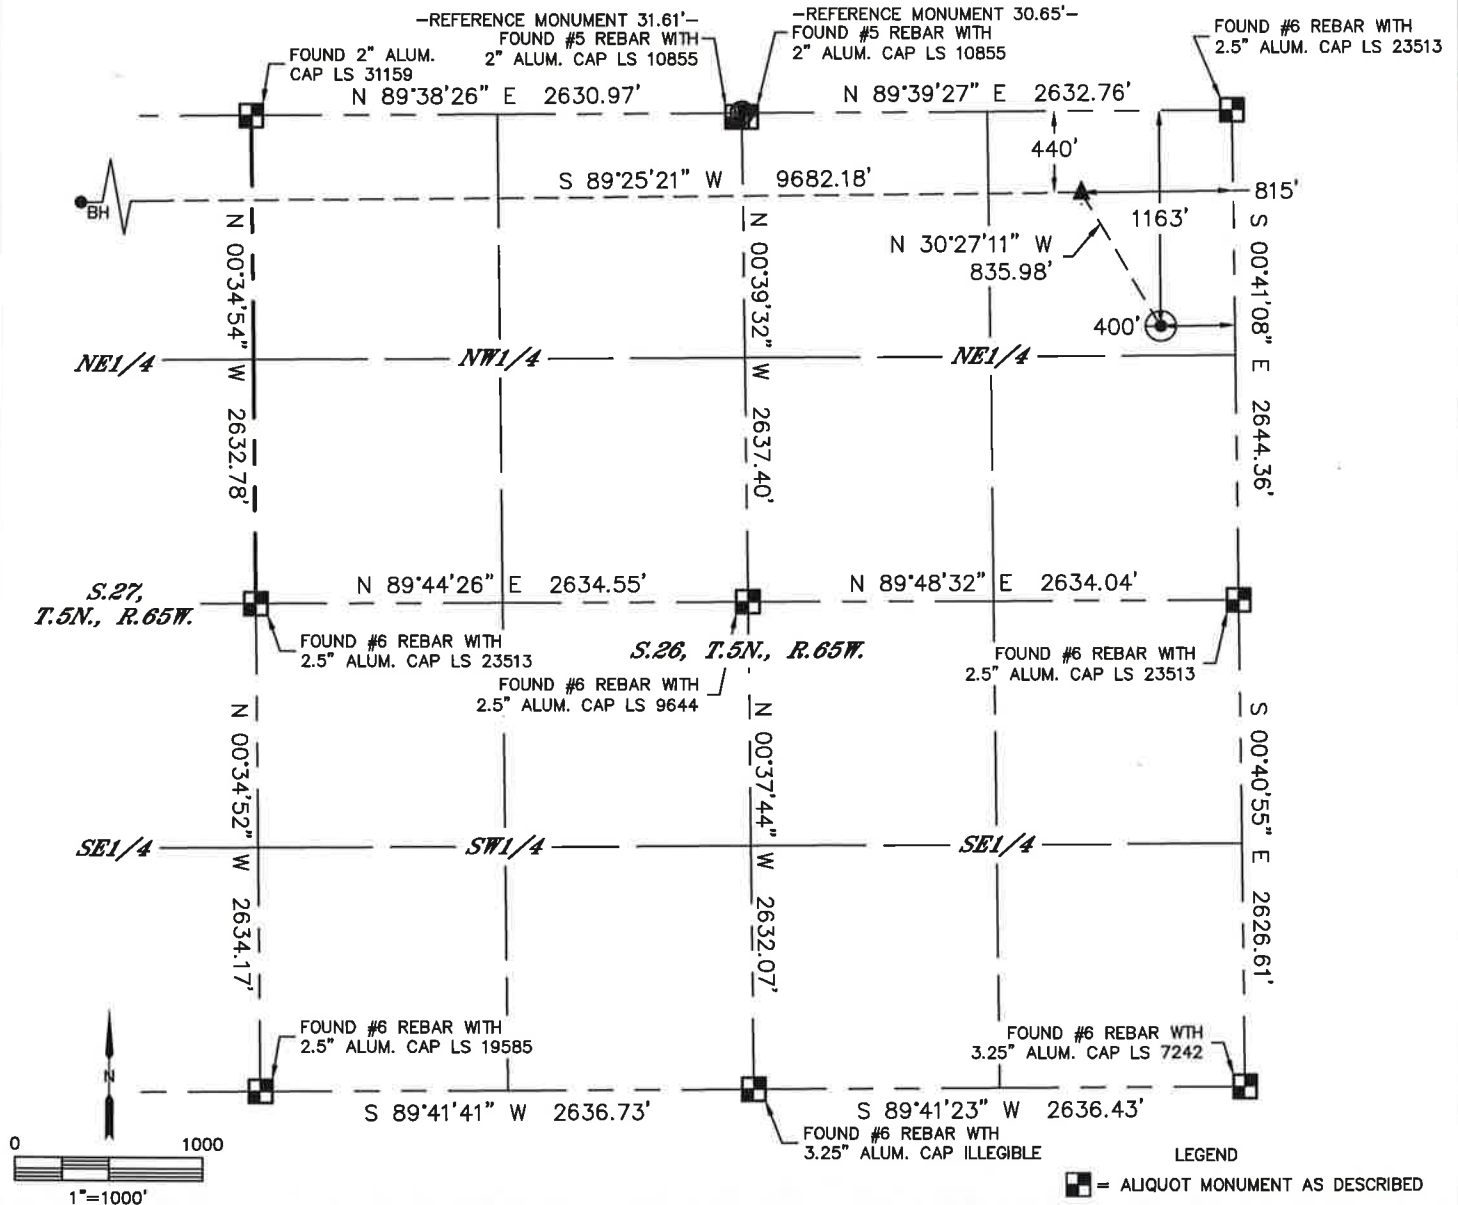 -REFERENCE MONUMENT 31.61'-
FOUND #5 REBAR WITH
2" ALUM. CAP LS 10855
-REFERENCE MONUMENT 30.65'-
FOUND #5 REBAR WITH
2" ALUM. CAP LS 10855
FOUND #6 REBAR WITH
2.5" ALUM. CAP LS 23513
FOUND 2" ALUM.
CAP LS 31159
N 89°38'26" E 2630.97'
N 89°39'27" E 2632.76'
440'
S 89°25'21" W 9682.18'
815'
BH
1163'
N 30°27'11" W
835.98'
400'
N 00°34'54" W 2632.78'
N 00°39'32" W 2637.40'
S 00°41'08" E 2644.36'
NE1/4
NW1/4
NE1/4
N 89°44'26" E 2634.55'
N 89°48'32" E 2634.04'
S.27,
T.5N., R.65W.
FOUND #6 REBAR WITH
2.5" ALUM. CAP LS 23513
S.26, T.5N., R.65W.
FOUND #6 REBAR WITH
2.5" ALUM. CAP LS 9644
FOUND #6 REBAR WITH
2.5" ALUM. CAP LS 23513
N 00°34'52" W 2634.17'
N 00°37'44" W 2632.07'
S 00°40'55" E 2626.61'
SE1/4
SW1/4
SE1/4
FOUND #6 REBAR WITH
2.5" ALUM. CAP LS 19585
FOUND #6 REBAR WTH
3.25" ALUM. CAP LS 7242
N
S 89°41'41" W 2636.73'
S 89°41'23" W 2636.43'
FOUND #6 REBAR WTH
3.25" ALUM. CAP ILLEGIBLE
0 1000
1"=1000'
LEGEND
= ALIQUOT MONUMENT AS DESCRIBED